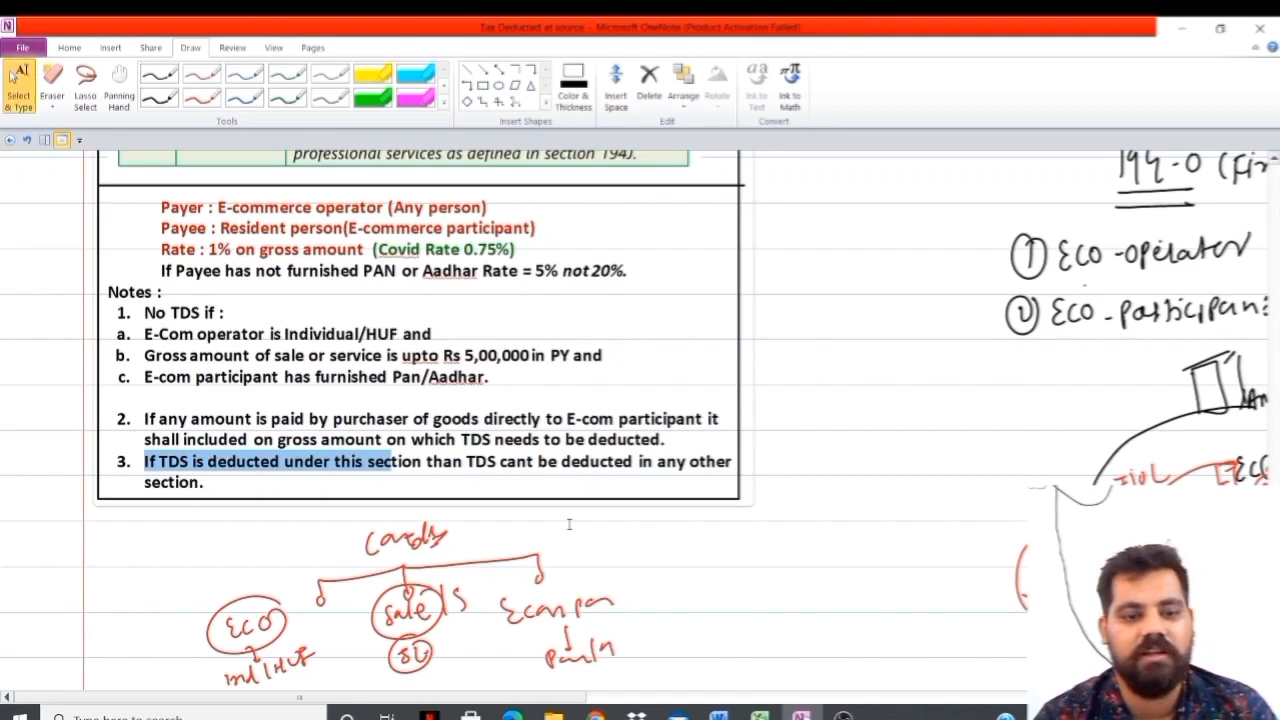 Tax Deducted at source - Microsoft OneNote (Product Activation Failed)
File Home Insert Share Draw Review View Pages
Select & Type
Eraser
Lasso Select
Panning Hand
Color & Thickness
Insert Space
Delete
Arrange
Rotate
Ink to Text
Ink to Math
Tools
Insert Shapes
Edit
Convert
professional services as defined in section 194J.
Payer : E-commerce operator (Any person)
Payee : Resident person(E-commerce participant)
Rate : 1% on gross amount (Covid Rate 0.75%)
If Payee has not furnished PAN or Aadhar Rate = 5% not 20%.
Notes :
1. No TDS if :
a. E-Com operator is Individual/HUF and
b. Gross amount of sale or service is upto Rs 5,00,000 in PY and
c. E-com participant has furnished Pan/Aadhar.
2. If any amount is paid by purchaser of goods directly to E-com participant it
shall included on gross amount on which TDS needs to be deducted.
3. If TDS is deducted under this section than TDS cant be deducted in any other
section.
194-O
① ECO-operator
② ECO-participan
ECO
Ind/HUF
Sale/S
5L
Pan/A
Type here to search